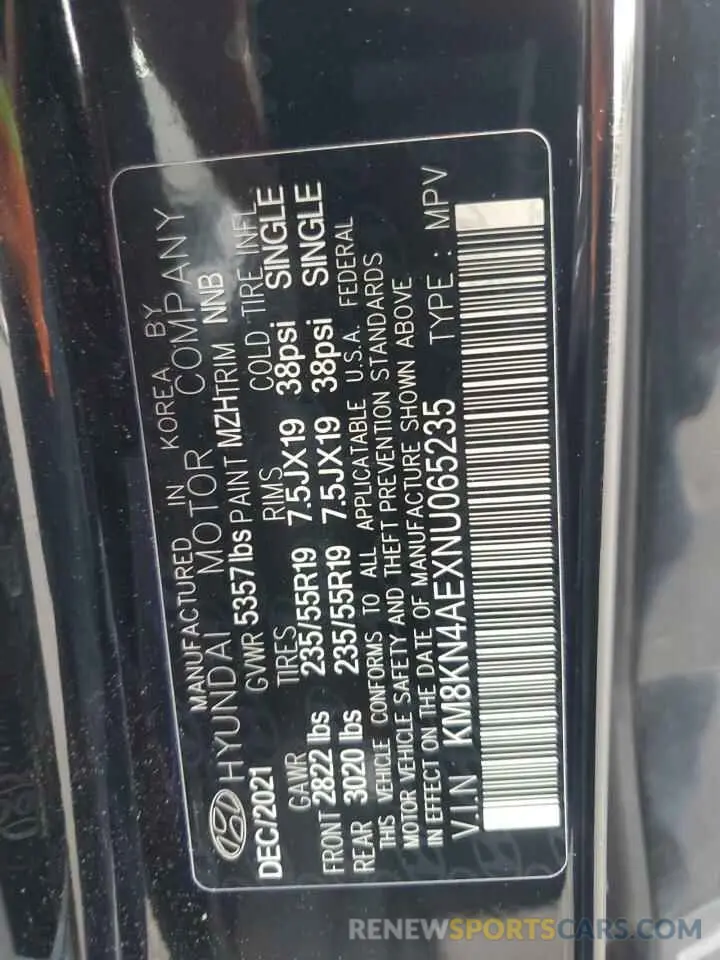 MANUFACTURED IN KOREA BY
HYUNDAI MOTOR COMPANY
DEC/2021 GVWR 5357lbs PAINT MZHTRIM NNB
GAWR TIRES RIMS COLD TIRE INFL
FRONT 2822 lbs 235/55R19 7.5JX19 38psi SINGLE
REAR 3020 lbs 235/55R19 7.5JX19 38psi SINGLE
THIS VEHICLE CONFORMS TO ALL APPLICATABLE U.S.A. FEDERAL
MOTOR VEHICLE SAFETY AND THEFT PREVENTION STANDARDS
IN EFFECT ON THE DATE OF MANUFACTURE SHOWN ABOVE
V.I.N KM8KN4AEXNU065235 TYPE : MPV
RENEWSPORTSCARS.COM